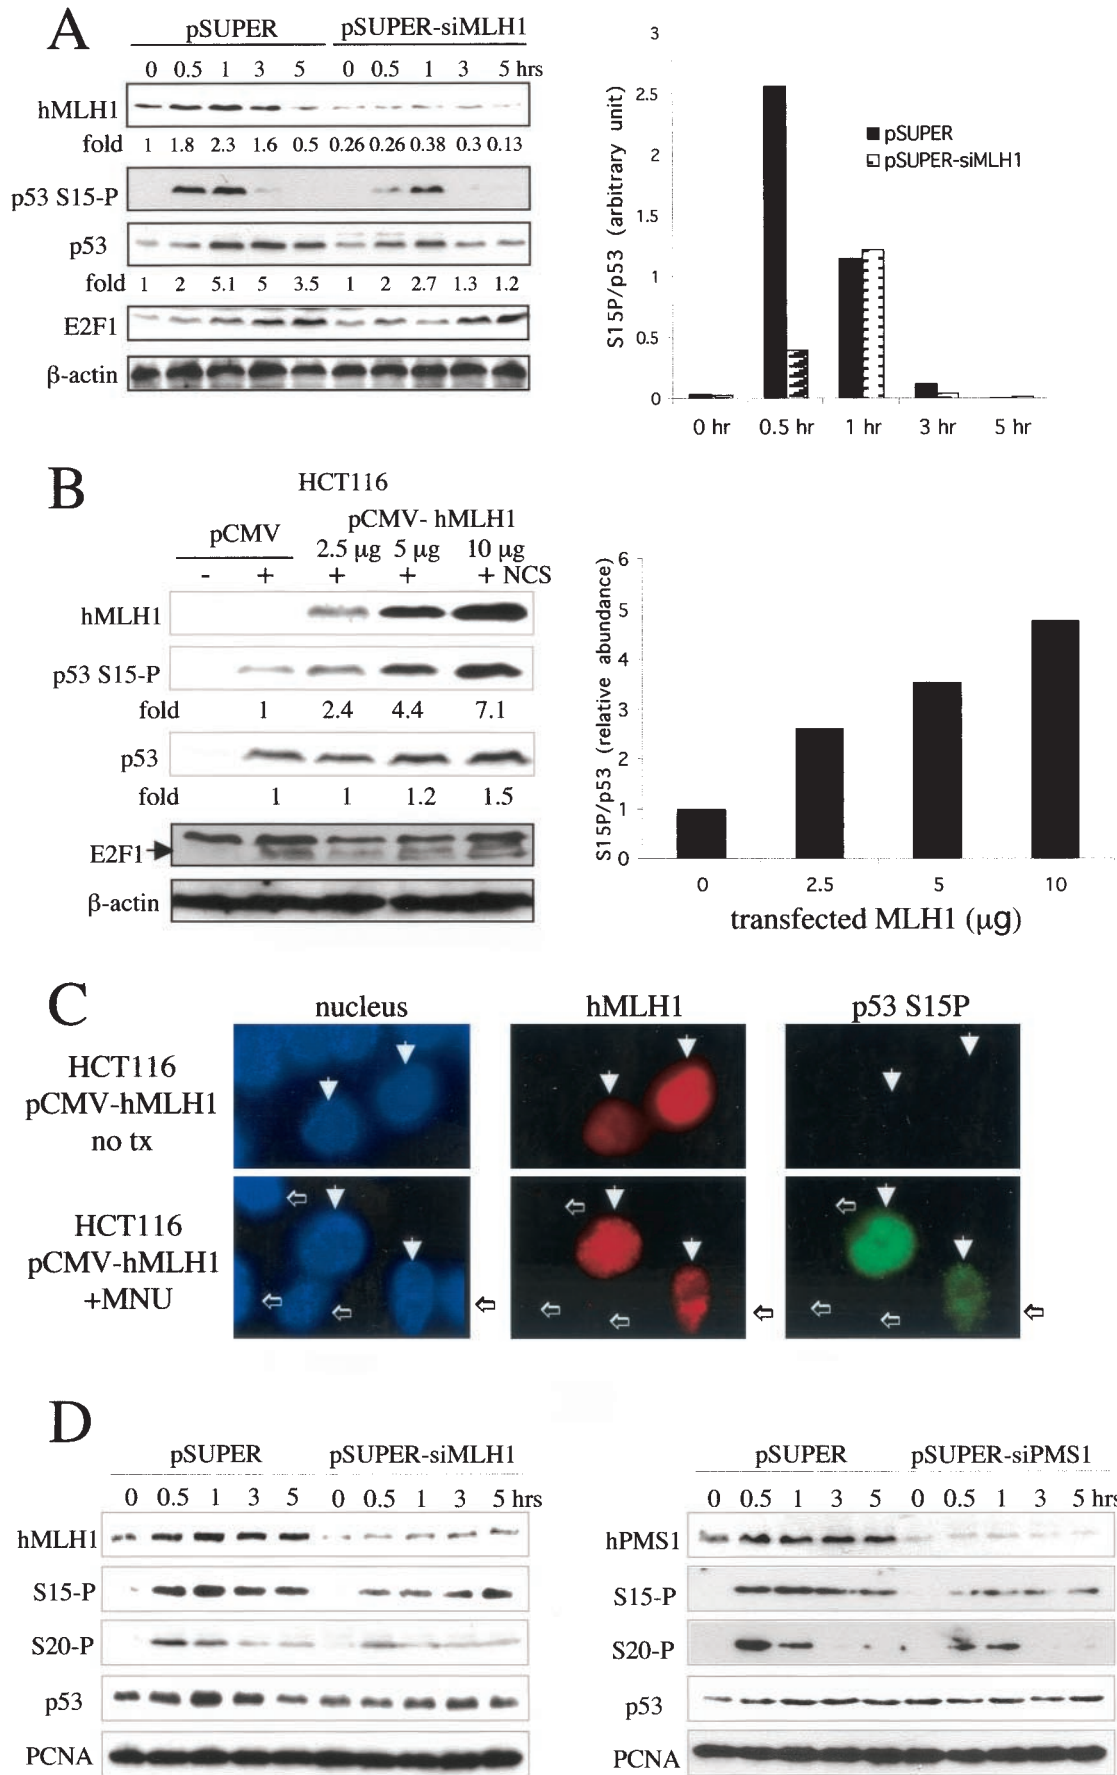 A
pSUPER pSUPER-siMLH1
0 0.5 1 3 5 0 0.5 1 3 5 hrs
hMLH1
fold 1 1.8 2.3 1.6 0.5 0.26 0.26 0.38 0.3 0.13
p53 S15-P
p53
fold 1 2 5.1 5 3.5 1 2 2.7 1.3 1.2
E2F1
β-actin
S15P/p53 (arbitrary unit)
3
2.5
2
1.5
1
0.5
0
pSUPER
pSUPER-siMLH1
0 hr 0.5 hr 1 hr 3 hr 5 hr
B
HCT116
pCMV pCMV- hMLH1
2.5 μg 5 μg 10 μg
- + + + + NCS
hMLH1
p53 S15-P
fold 1 2.4 4.4 7.1
p53
fold 1 1 1.2 1.5
E2F1
β-actin
S15P/p53 (relative abundance)
6
5
4
3
2
1
0
0 2.5 5 10
transfected MLH1 (μg)
C
nucleus hMLH1 p53 S15P
HCT116
pCMV-hMLH1
no tx
HCT116
pCMV-hMLH1
+MNU
D
pSUPER pSUPER-siMLH1
0 0.5 1 3 5 0 0.5 1 3 5 hrs
hMLH1
S15-P
S20-P
p53
PCNA
pSUPER pSUPER-siPMS1
0 0.5 1 3 5 0 0.5 1 3 5 hrs
hPMS1
S15-P
S20-P
p53
PCNA